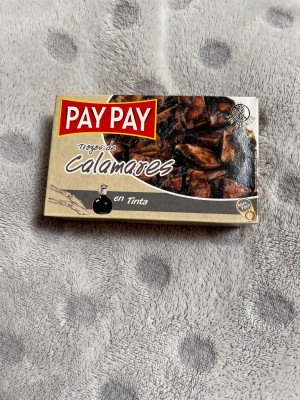 PAY PAY
Trozos de
Calamares
en Tinta